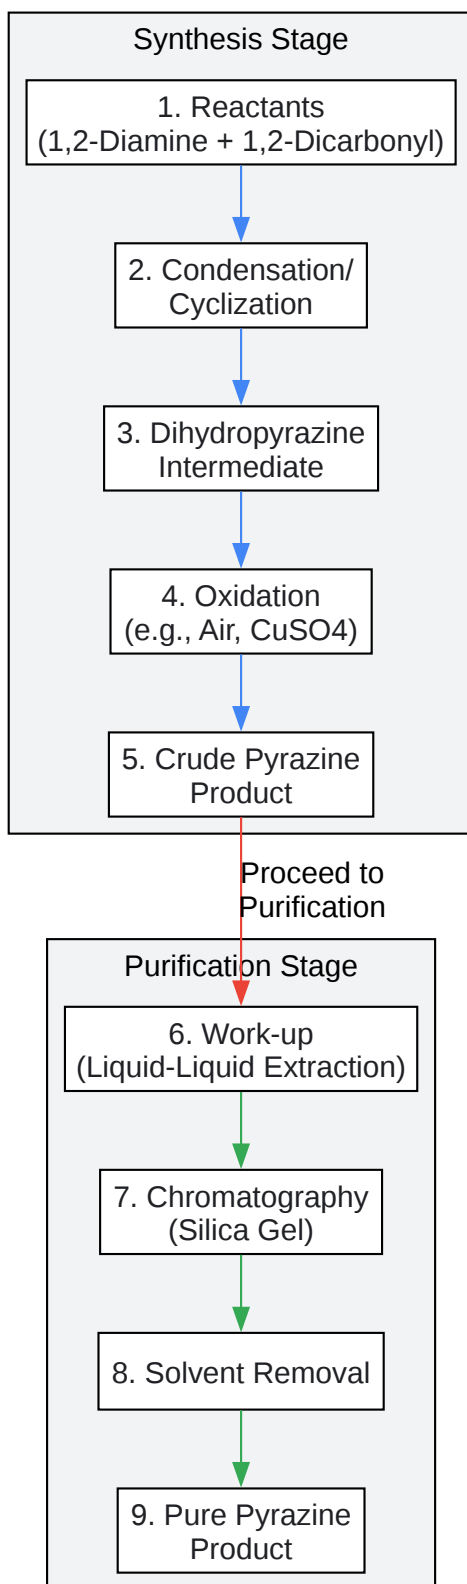 Synthesis Stage
1. Reactants
(1,2-Diamine + 1,2-Dicarbonyl)
2. Condensation/
Cyclization
3. Dihydropyrazine
Intermediate
4. Oxidation
(e.g., Air, CuSO4)
5. Crude Pyrazine
Product
Proceed to
Purification
Purification Stage
6. Work-up
(Liquid-Liquid Extraction)
7. Chromatography
(Silica Gel)
8. Solvent Removal
9. Pure Pyrazine
Product